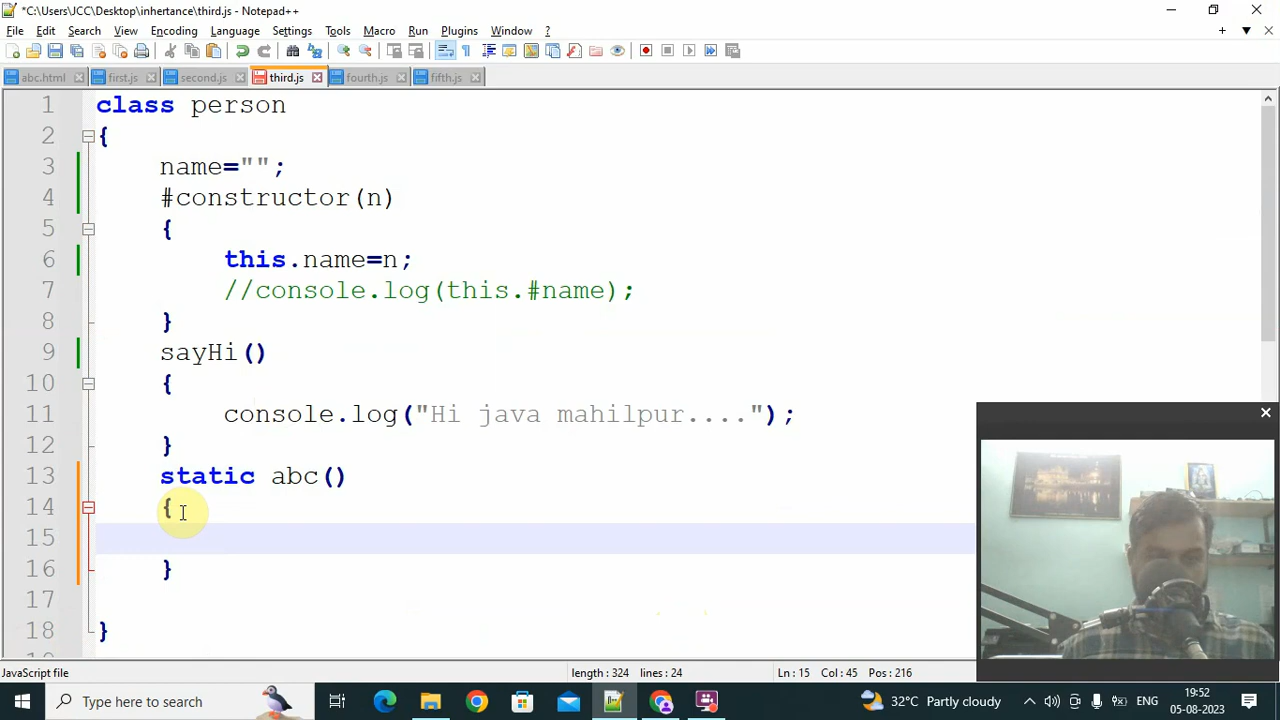 *C:\Users\JCC\Desktop\inhertance\third.js - Notepad++
File Edit Search View Encoding Language Settings Tools Macro Run Plugins Window ?
abc.html first.js second.js third.js fourth.js fifth.js
1 class person
2 {
3 name="";
4 #constructor(n)
5 {
6 this.name=n;
7 //console.log(this.#name);
8 }
9 sayHi()
10 {
11 console.log("Hi java mahilpur....");
12 }
13 static abc()
14 {
15
16 }
17
18 }
JavaScript file length : 324 lines : 24 Ln : 15 Col : 45 Pos : 216
Type here to search 32°C Partly cloudy ENG 19:52
05-08-2023